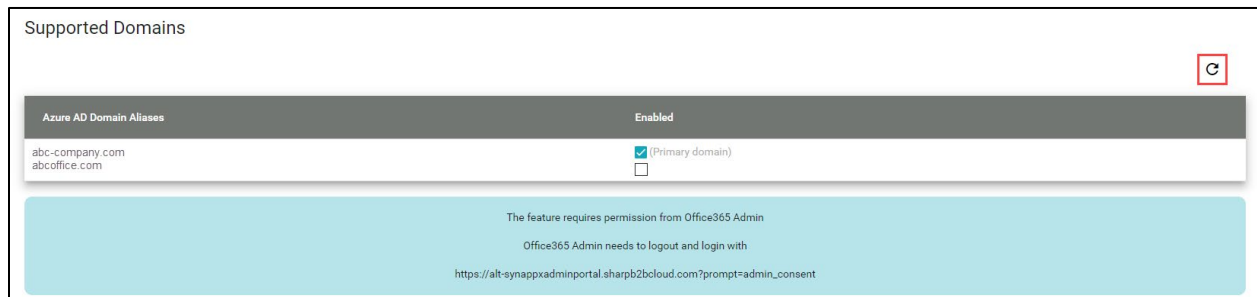 Supported Domains
Azure AD Domain Aliases Enabled
abc-company.com (Primary domain)
abcoffice.com
The feature requires permission from Office365 Admin
Office365 Admin needs to logout and login with
https://alt-synappxadminportal.sharpb2bcloud.com?prompt=admin_consent